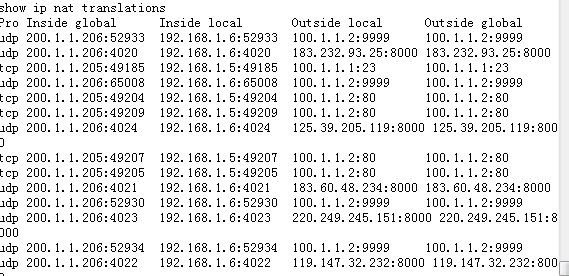 show ip nat translations
Pro Inside global Inside local Outside local Outside global
udp 200.1.1.206:52933 192.168.1.6:52933 100.1.1.2:9999 100.1.1.2:9999
udp 200.1.1.206:4020 192.168.1.6:4020 183.232.93.25:8000 183.232.93.25:8000
tcp 200.1.1.205:49185 192.168.1.5:49185 100.1.1.1:23 100.1.1.1:23
udp 200.1.1.206:65008 192.168.1.6:65008 100.1.1.2:9999 100.1.1.2:9999
tcp 200.1.1.205:49204 192.168.1.5:49204 100.1.1.2:80 100.1.1.2:80
tcp 200.1.1.205:49209 192.168.1.5:49209 100.1.1.2:80 100.1.1.2:80
udp 200.1.1.206:4024 192.168.1.6:4024 125.39.205.119:8000 125.39.205.119:800
0
tcp 200.1.1.205:49207 192.168.1.5:49207 100.1.1.2:80 100.1.1.2:80
tcp 200.1.1.205:49205 192.168.1.5:49205 100.1.1.2:80 100.1.1.2:80
udp 200.1.1.206:4021 192.168.1.6:4021 183.60.48.234:8000 183.60.48.234:8000
udp 200.1.1.206:52930 192.168.1.6:52930 100.1.1.2:9999 100.1.1.2:9999
udp 200.1.1.206:4023 192.168.1.6:4023 220.249.245.151:8000 220.249.245.151:8
000
udp 200.1.1.206:52934 192.168.1.6:52934 100.1.1.2:9999 100.1.1.2:9999
udp 200.1.1.206:4022 192.168.1.6:4022 119.147.32.232:8000 119.147.32.232:800